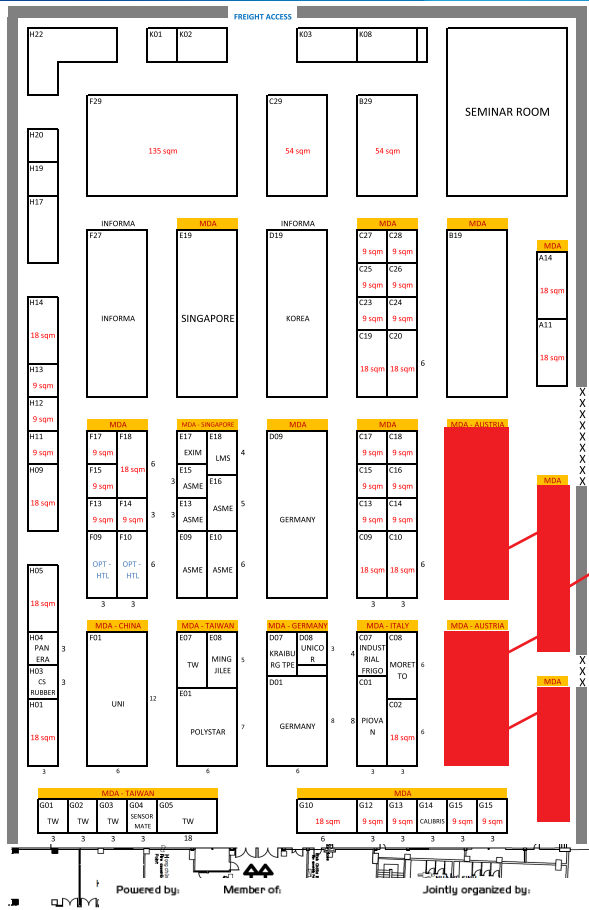 FREIGHT ACCESS
H22
K01
K02
K03
K08
SEMINAR ROOM
F29
135 sqm
C29
54 sqm
B29
54 sqm
H20
H19
H17
INFORMA
F27
INFORMA
MDA
E19
SINGAPORE
INFORMA
D19
KOREA
MDA
C27
9 sqm
C28
9 sqm
C25
9 sqm
C26
9 sqm
C23
9 sqm
C24
9 sqm
C19
18 sqm
C20
18 sqm
6
MDA
B19
MDA
A14
18 sqm
A11
18 sqm
X
X
X
X
X
X
X
H14
18 sqm
H13
9 sqm
H12
9 sqm
H11
9 sqm
H09
18 sqm
MDA
F17
9 sqm
F18
18 sqm
6
F15
9 sqm
F13
9 sqm
F14
9 sqm
3
F09
OPT -
HTL
F10
OPT -
HTL
6
3
3
MDA - SINGAPORE
E17
EXIM
E18
LMS
4
3
E15
ASME
E16
ASME
5
3
E13
ASME
E09
ASME
E10
ASME
6
MDA
D09
GERMANY
MDA
C17
9 sqm
C18
9 sqm
C15
9 sqm
C16
9 sqm
C13
9 sqm
C14
9 sqm
C09
18 sqm
C10
18 sqm
6
3
3
MDA - AUSTRIA
MDA
H05
18 sqm
H04
PAN
ERA
3
H03
CS
RUBBER
3
H01
18 sqm
3
MDA - CHINA
F01
UNI
12
6
MDA - TAIWAN
E07
TW
E08
MING
JILEE
5
E01
POLYSTAR
7
6
MDA - GERMANY
D07
KRAIBU
RG TPE
D08
UNICO
R
3
D01
GERMANY
8
6
MDA - ITALY
4
C07
INDUST
RIAL
FRIGO
C08
MORET
TO
6
8
C01
PIOVA
N
C02
18 sqm
6
3
3
MDA - AUSTRIA
X
X
X
MDA
MDA - TAIWAN
G01
TW
G02
TW
G03
TW
G04
SENSOR
MATE
G05
TW
3
3
3
3
18
MDA
G10
18 sqm
G12
9 sqm
G13
9 sqm
G14
CALIBRIS
G15
9 sqm
G15
9 sqm
6
3
3
3
3
3
Powered by:
Member of:
Jointly organized by: